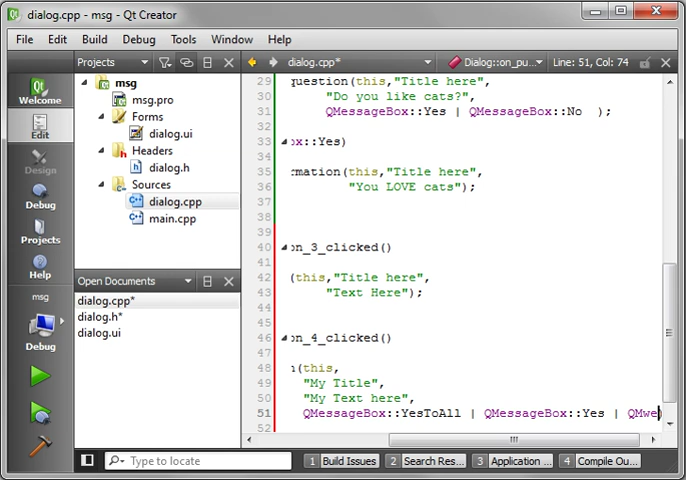 dialog.cpp - msg - Qt Creator
File Edit Build Debug Tools Window Help
Projects
dialog.cpp*
Dialog::on_pu...
Line: 51, Col: 74
Welcome
Edit
Design
Debug
Projects
Help
msg
Debug
msg
msg.pro
Forms
dialog.ui
Headers
dialog.h
Sources
dialog.cpp
main.cpp
Open Documents
dialog.cpp*
dialog.h*
dialog.ui
29 question(this,"Title here",
30 "Do you like cats?",
31 QMessageBox::Yes | QMessageBox::No );
32
33 ox::Yes)
34
35 rmation(this,"Title here",
36 "You LOVE cats");
37
38
39
40 on_3_clicked()
41
42 (this,"Title here",
43 "Text Here");
44
45
46 on_4_clicked()
47
48 n(this,
49 "My Title",
50 "My Text here",
51 QMessageBox::YesToAll | QMessageBox::Yes | QMwe
52
Type to locate
1 Build Issues
2 Search Res...
3 Application ...
4 Compile Ou...